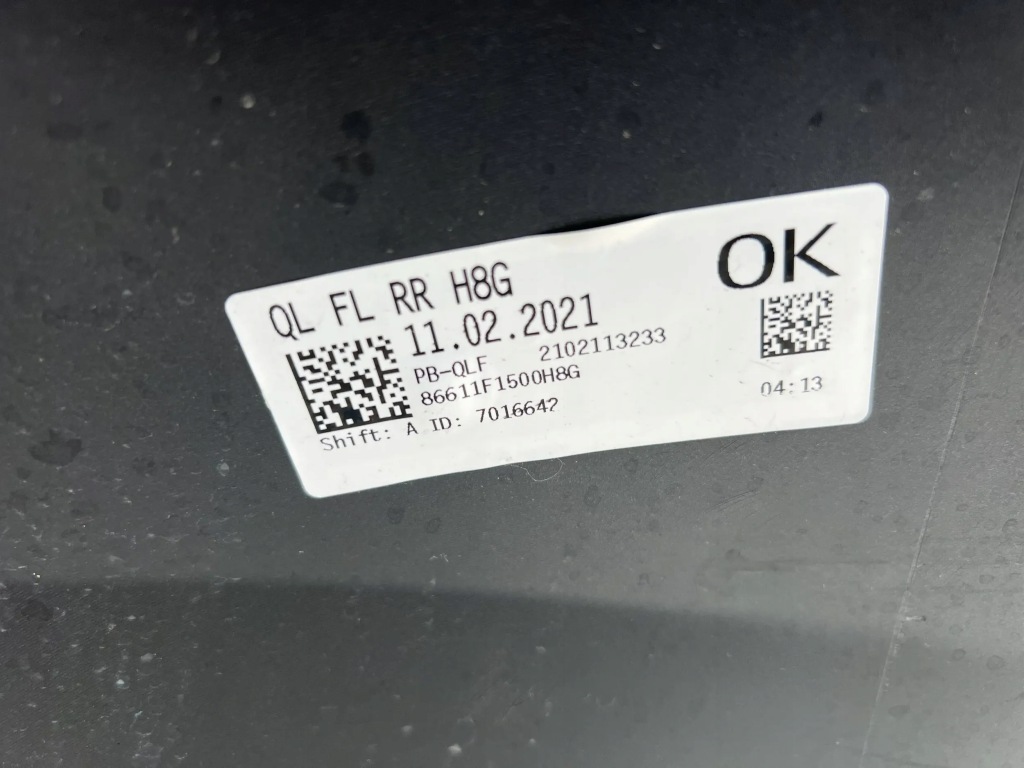 QL FL RR H8G
OK
11.02.2021
PB-QLF 2102113233
86611F1500H8G
Shift: A ID: 7016642
04:13